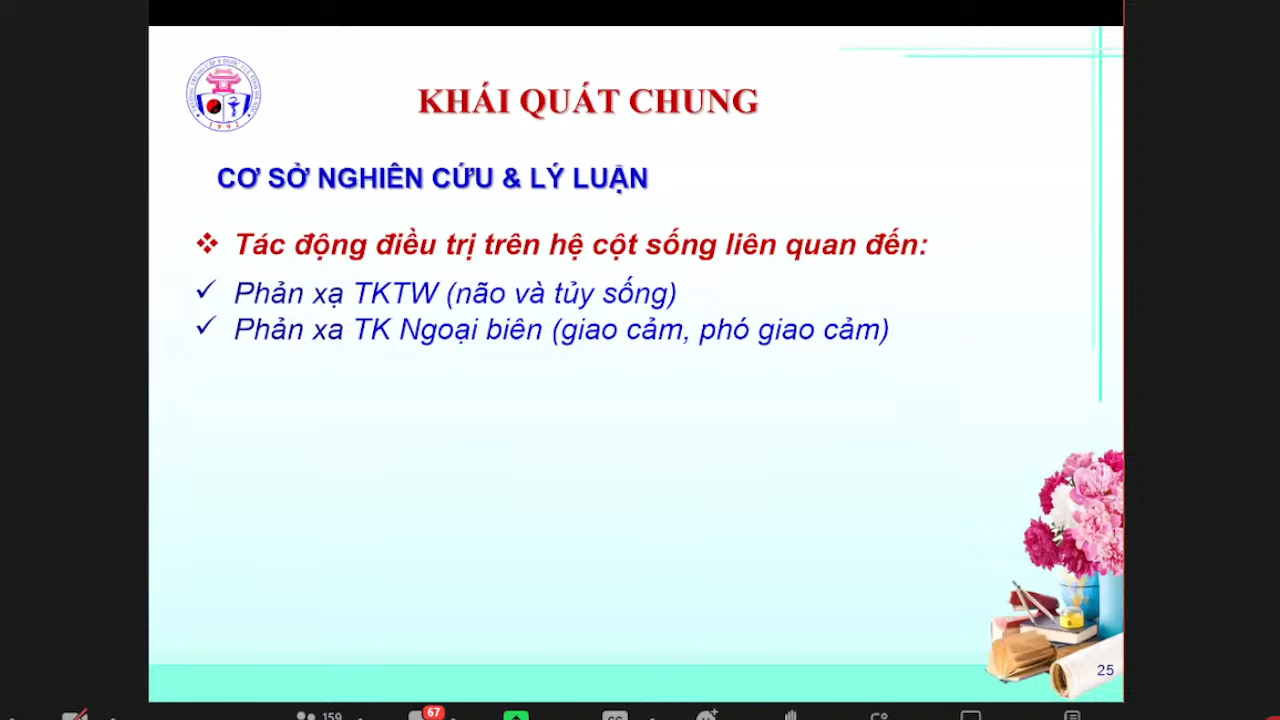 KHÁI QUÁT CHUNG
CƠ SỞ NGHIÊN CỨU & LÝ LUẬN
Tác động điều trị trên hệ cột sống liên quan đến:
Phản xạ TKTW (não và tủy sống)
Phản xa TK Ngoại biên (giao cảm, phó giao cảm)
25
159
67